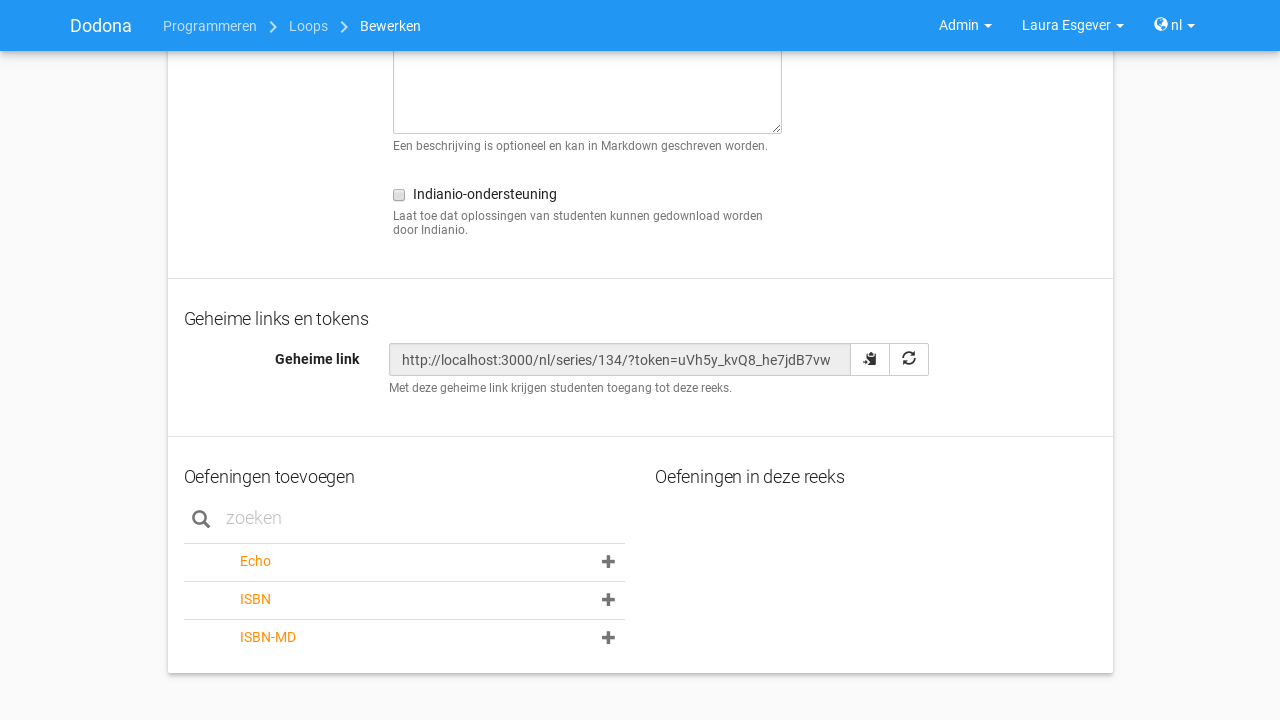 Dodona Programmeren Loops Bewerken Admin Laura Esgever nl
Een beschrijving is optioneel en kan in Markdown geschreven worden.
Indianio-ondersteuning
Laat toe dat oplossingen van studenten kunnen gedownload worden
door Indianio.
Geheime links en tokens
Geheime link http://localhost:3000/nl/series/134/?token=uVh5y_kvQ8_he7jdB7vw
Met deze geheime link krijgen studenten toegang tot deze reeks.
Oefeningen toevoegen
zoeken
Echo
ISBN
ISBN-MD
Oefeningen in deze reeks